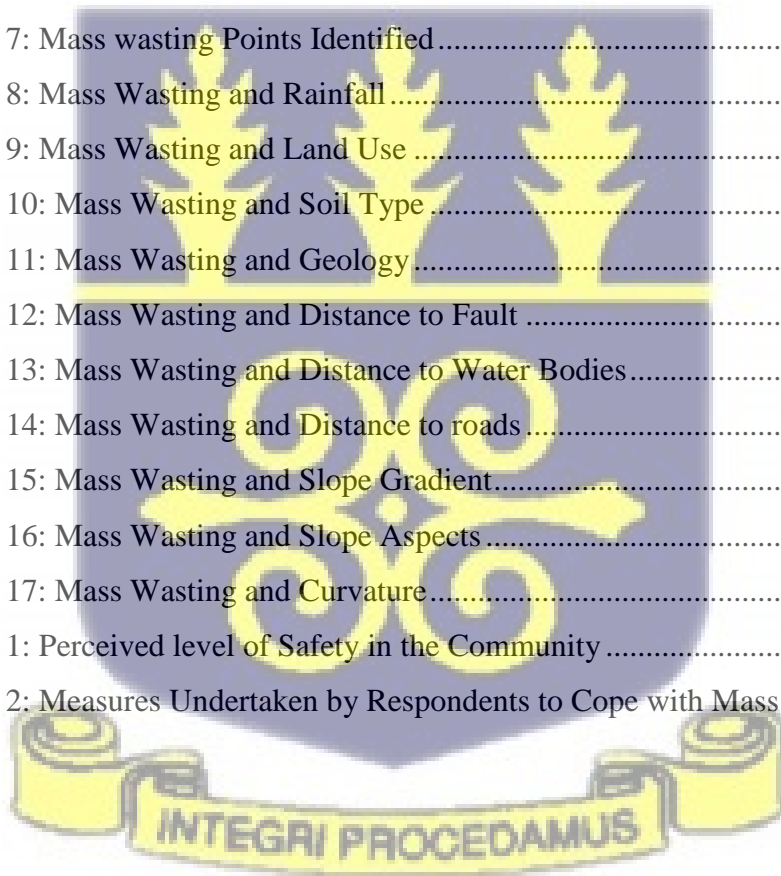 7: Mass wasting Points Identified................................
8: Mass Wasting and Rainfall........................................
9: Mass Wasting and Land Use .....................................
10: Mass Wasting and Soil Type ...................................
11: Mass Wasting and Geology.....................................
12: Mass Wasting and Distance to Fault ..........................
13: Mass Wasting and Distance to Water Bodies...............
14: Mass Wasting and Distance to roads ..........................
15: Mass Wasting and Slope Gradient..............................
16: Mass Wasting and Slope Aspects...............................
17: Mass Wasting and Curvature.....................................
1: Perceived level of Safety in the Community ................
2: Measures Undertaken by Respondents to Cope with Mass
INTEGRI PROCEDAMUS